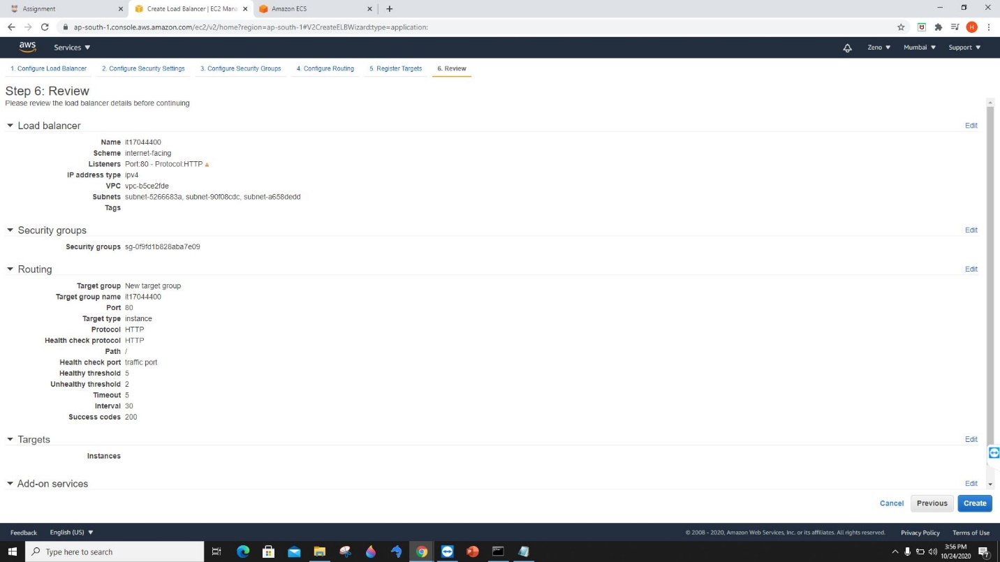 Assignment
Create Load Balancer | EC2 Mana
Amazon ECS
ap-south-1.console.aws.amazon.com/ec2/v2/home?region=ap-south-1#V2CreateELBWizard:type=application:
H
aws Services Zeno Mumbai Support
1. Configure Load Balancer 2. Configure Security Settings 3. Configure Security Groups 4. Configure Routing 5. Register Targets 6. Review
Step 6: Review
Please review the load balancer details before continuing
Load balancer Edit
Name it17044400
Scheme internet-facing
Listeners Port:80 - Protocol:HTTP
IP address type ipv4
VPC vpc-b5ce2fde
Subnets subnet-5266683a, subnet-90f08cdc, subnet-a658dedd
Tags
Security groups Edit
Security groups sg-0f9fd1b828aba7e09
Routing Edit
Target group New target group
Target group name it17044400
Port 80
Target type instance
Protocol HTTP
Health check protocol HTTP
Path /
Health check port traffic port
Healthy threshold 5
Unhealthy threshold 2
Timeout 5
Interval 30
Success codes 200
Targets Edit
Instances
Add-on services Edit
Cancel Previous Create
Feedback English (US) © 2008 - 2020, Amazon Web Services, Inc. or its affiliates. All rights reserved. Privacy Policy Terms of Use
Type here to search
3:56 PM
10/24/2020
7